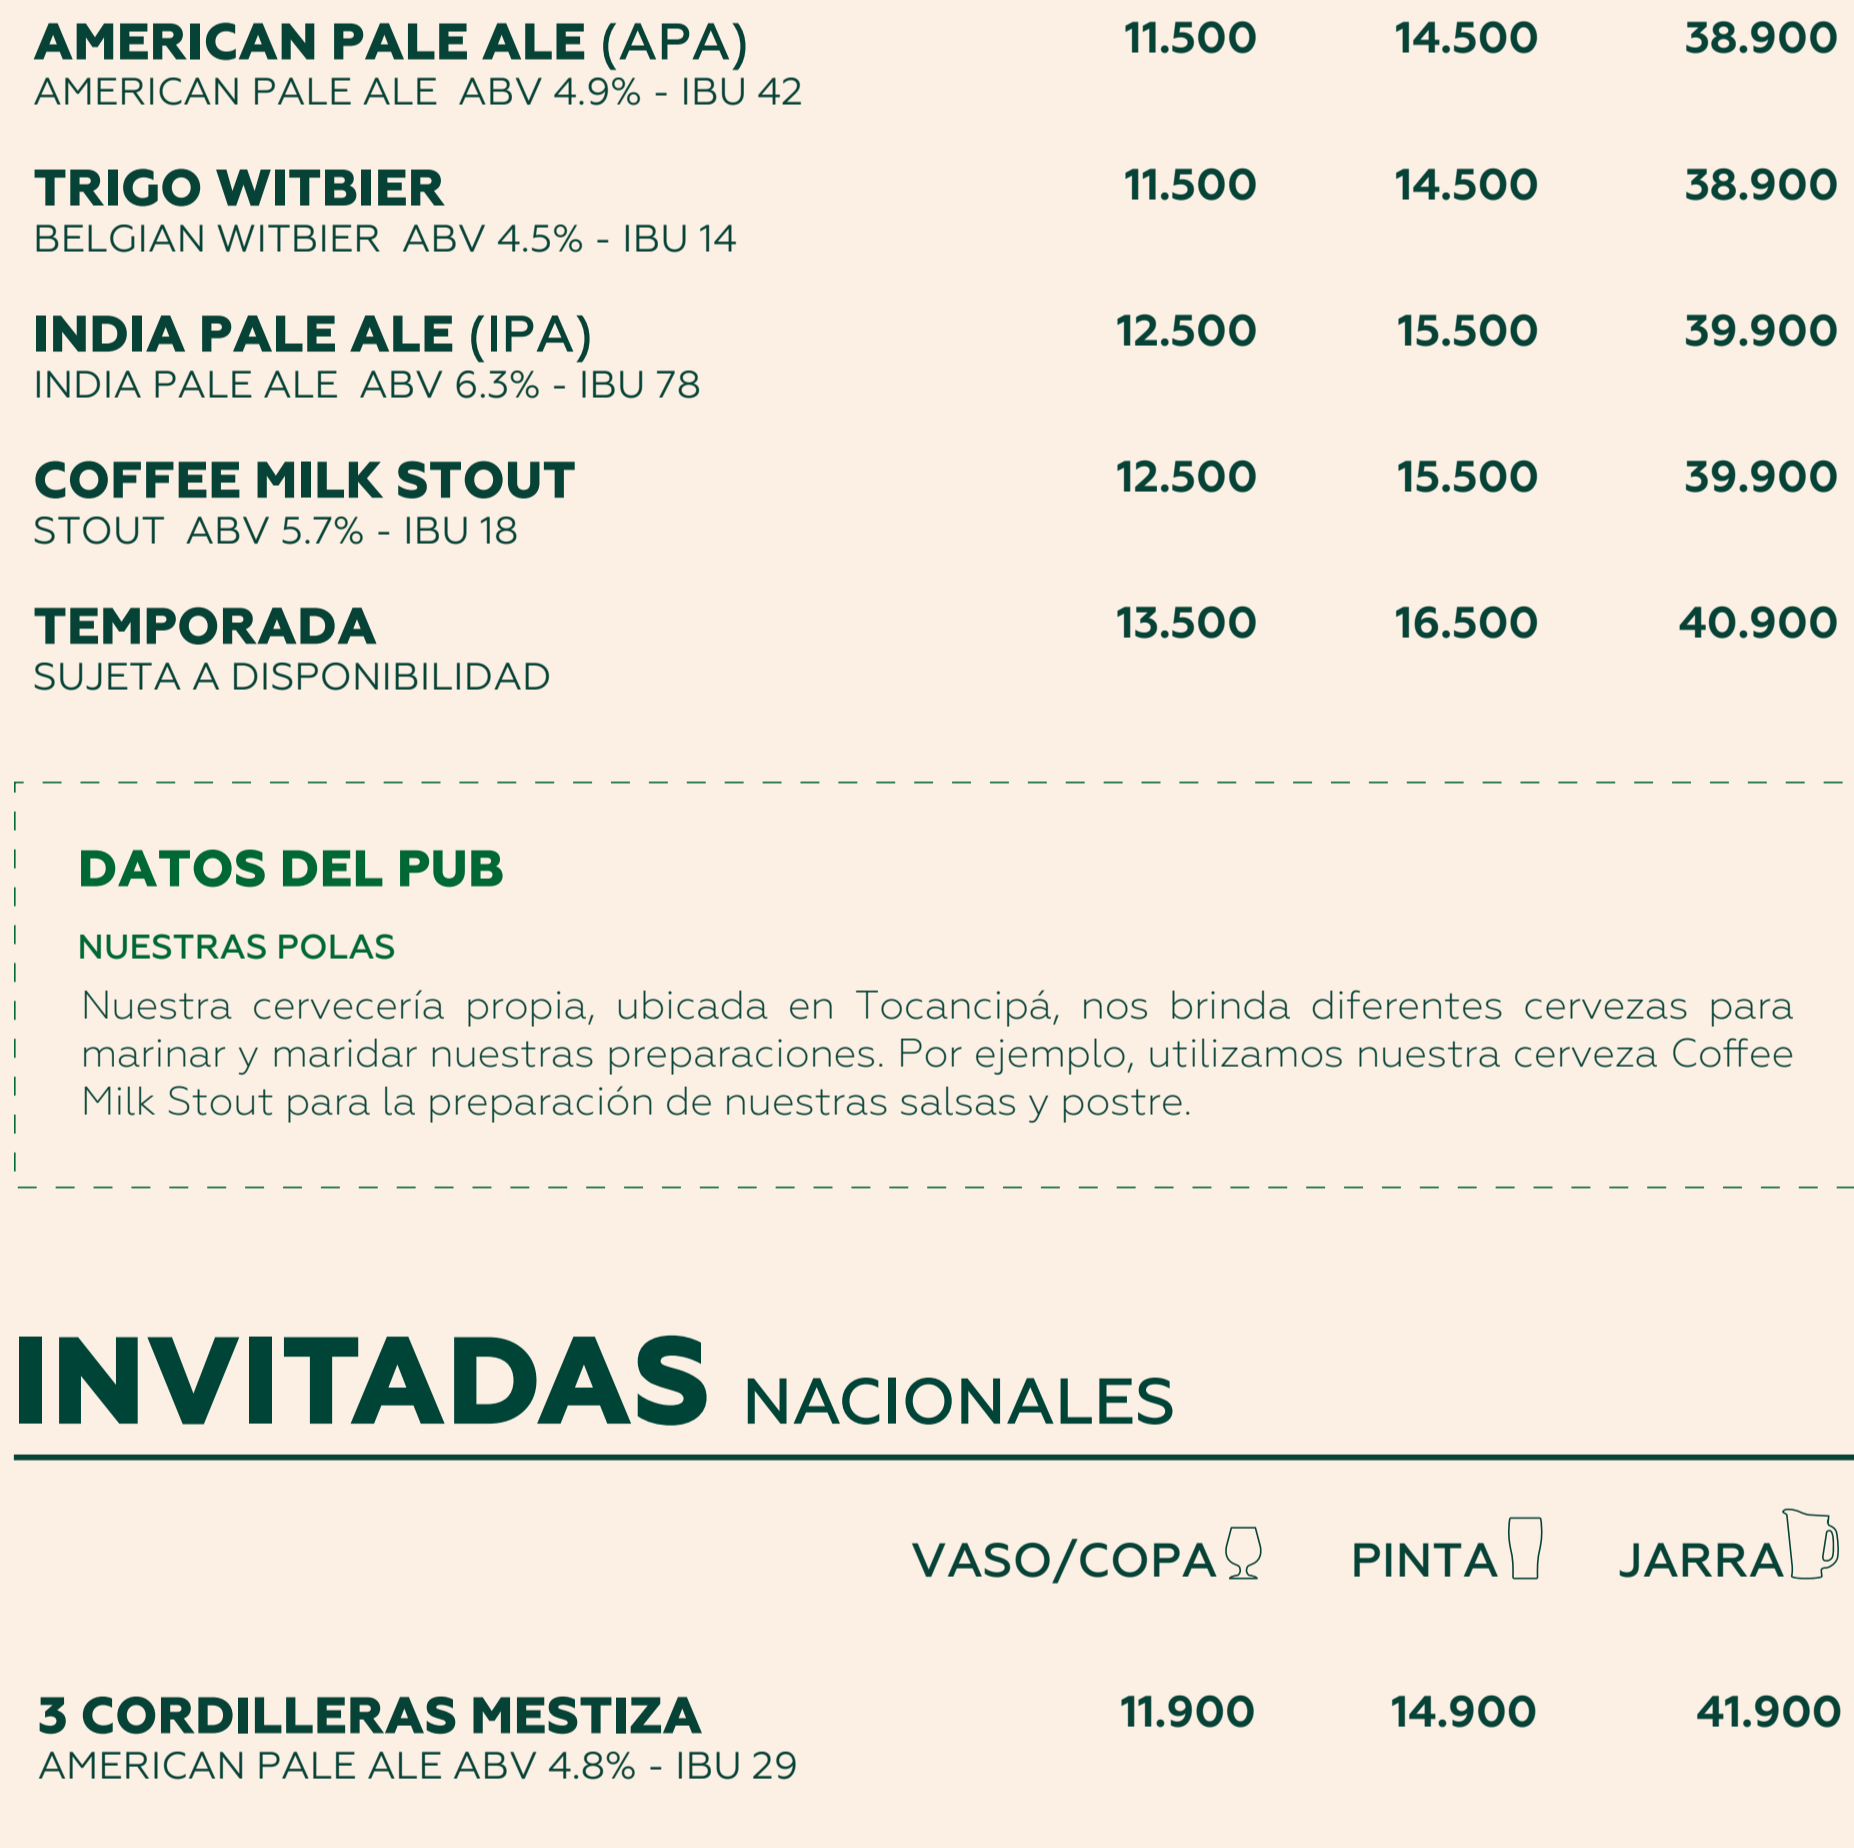 AMERICAN PALE ALE (APA) 11.500 14.500 38.900
AMERICAN PALE ALE ABV 4.9% - IBU 42
TRIGO WITBIER 11.500 14.500 38.900
BELGIAN WITBIER ABV 4.5% - IBU 14
INDIA PALE ALE (IPA) 12.500 15.500 39.900
INDIA PALE ALE ABV 6.3% - IBU 78
COFFEE MILK STOUT 12.500 15.500 39.900
STOUT ABV 5.7% - IBU 18
TEMPORADA 13.500 16.500 40.900
SUJETA A DISPONIBILIDAD
DATOS DEL PUB
NUESTRAS POLAS
Nuestra cervecería propia, ubicada en Tocancipá, nos brinda diferentes cervezas para
marinar y maridar nuestras preparaciones. Por ejemplo, utilizamos nuestra cerveza Coffee
Milk Stout para la preparación de nuestras salsas y postre.
INVITADAS NACIONALES
VASO/COPA PINTA JARRA
3 CORDILLERAS MESTIZA 11.900 14.900 41.900
AMERICAN PALE ALE ABV 4.8% - IBU 29